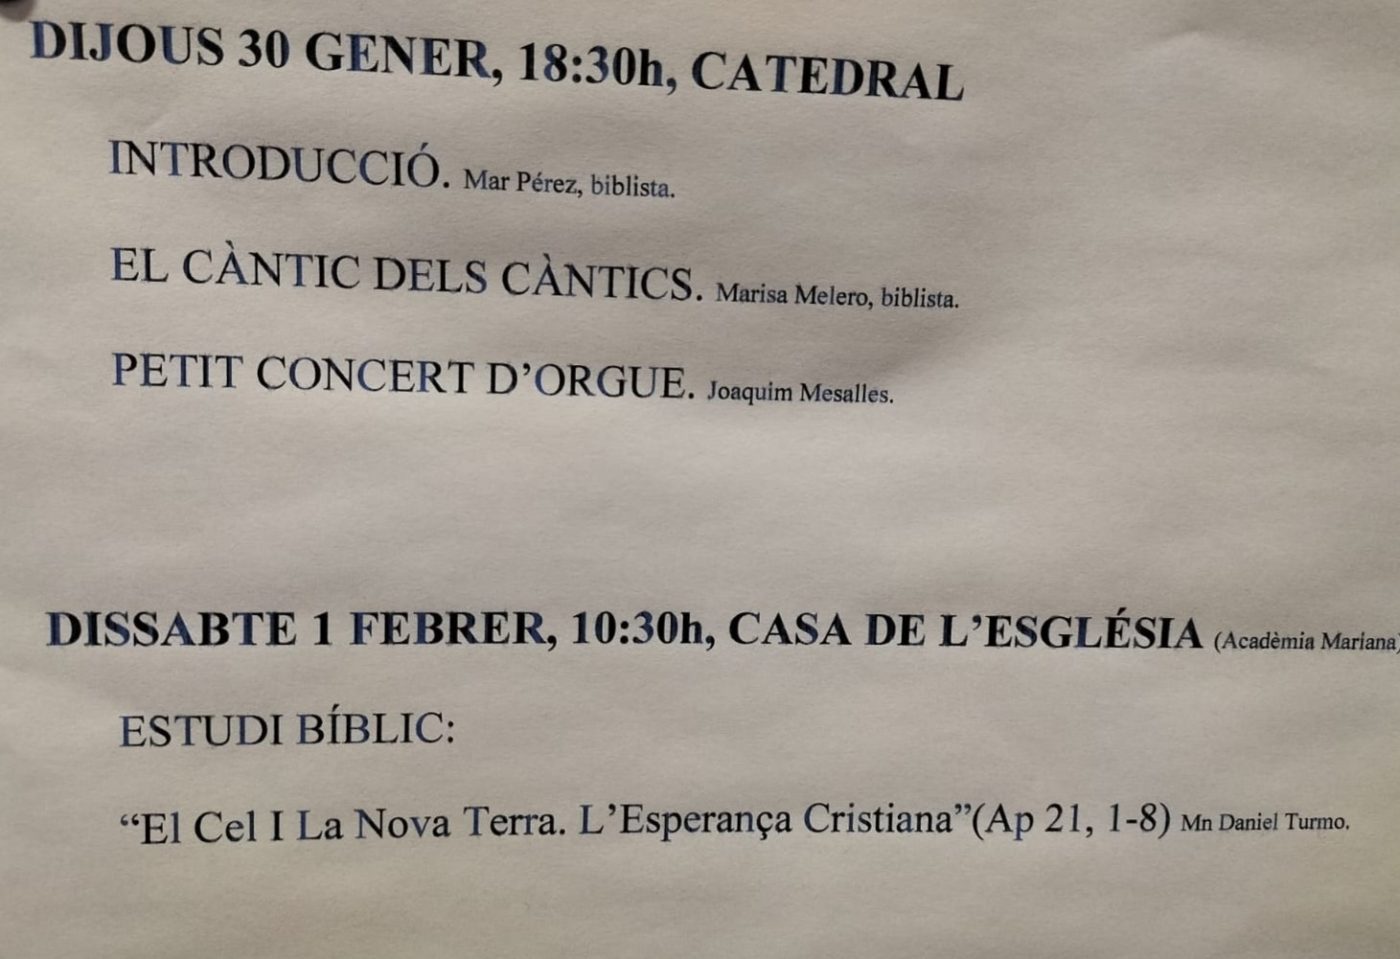 DIJOUS 30 GENER, 18:30h, CATEDRAL
INTRODUCCIÓ. Mar Pérez, biblista.
EL CÀNTIC DELS CÀNTICS. Marisa Melero, biblista.
PETIT CONCERT D’ORGUE. Joaquim Mesalles.
DISSABTE 1 FEBRER, 10:30h, CASA DE L’ESGLÉSIA (Acadèmia Mariana)
ESTUDI BÍBLIC:
“El Cel I La Nova Terra. L’Esperança Cristiana”(Ap 21, 1-8) Mn Daniel Turmo.